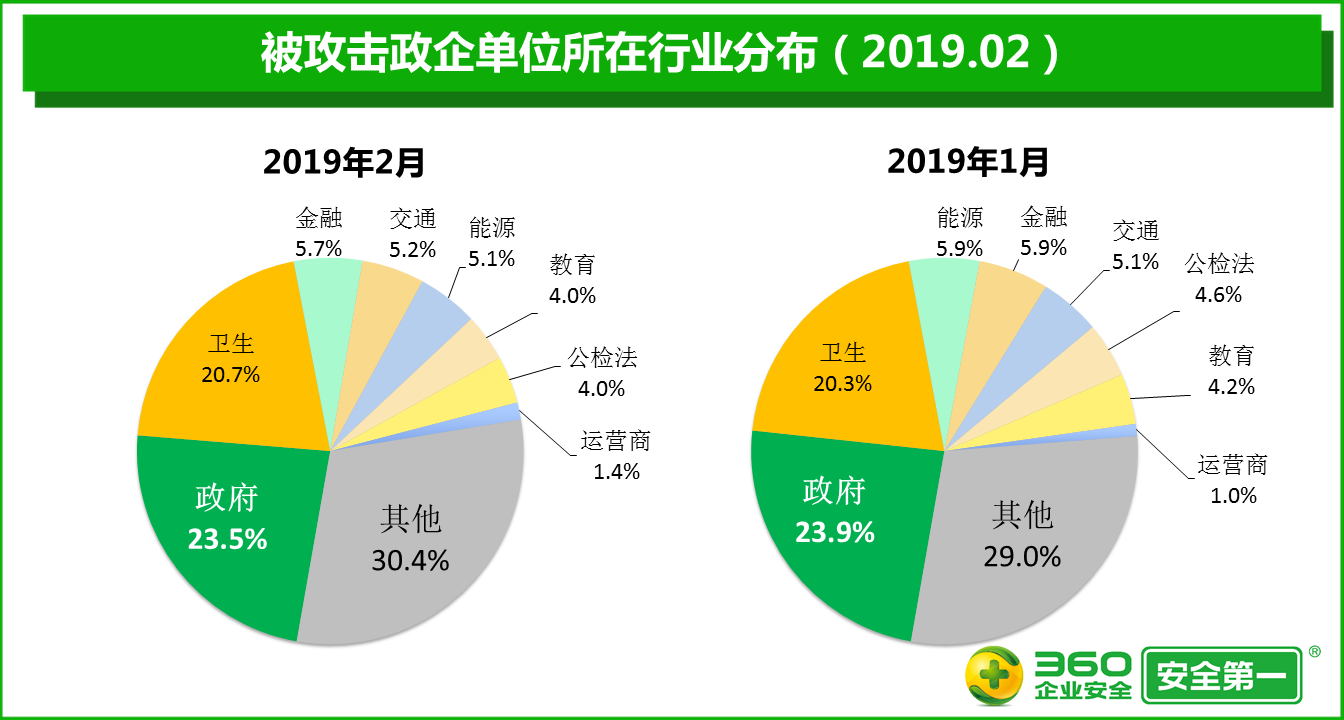 被攻击政企单位所在行业分布（2019.02）
2019年2月
金融
5.7%
交通
5.2%
能源
5.1%
教育
4.0%
公检法
4.0%
运营商
1.4%
其他
30.4%
政府
23.5%
卫生
20.7%
2019年1月
能源
5.9%
金融
5.9%
交通
5.1%
公检法
4.6%
教育
4.2%
运营商
1.0%
其他
29.0%
政府
23.9%
卫生
20.3%
360
企业安全
安全第一
®